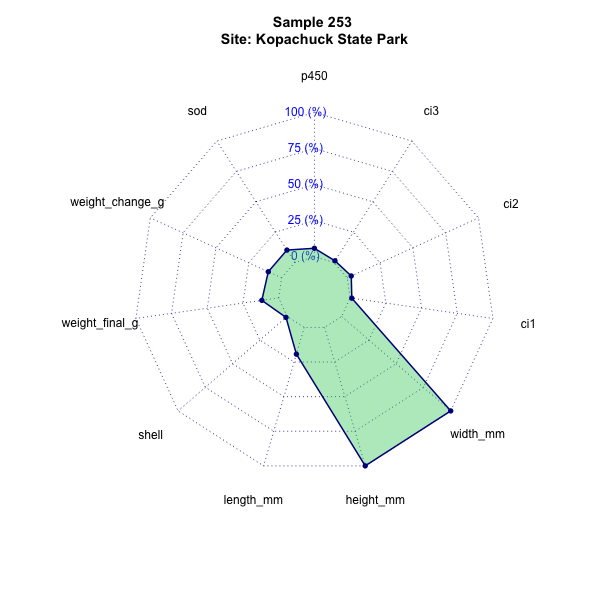 Sample 253
Site: Kopachuck State Park
p450
sod
ci3
100 (%)
75 (%)
50 (%)
25 (%)
0 (%)
weight_change_g
ci2
weight_final_g
ci1
shell
width_mm
length_mm
height_mm